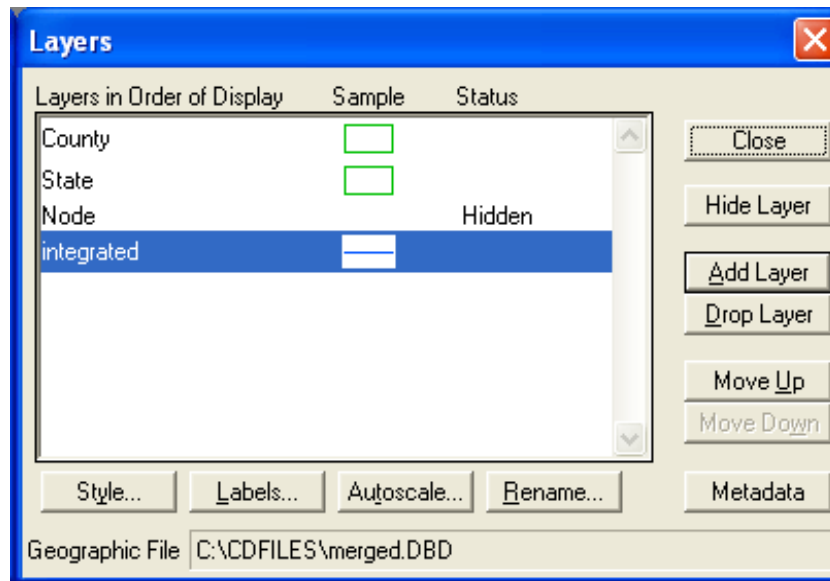 Layers
Layers in Order of Display Sample Status
County
State
Node Hidden
integrated
Close
Hide Layer
Add Layer
Drop Layer
Move Up
Move Down
Style... Labels... Autoscale... Rename... Metadata
Geographic File C:\CDFILES\merged.DBD